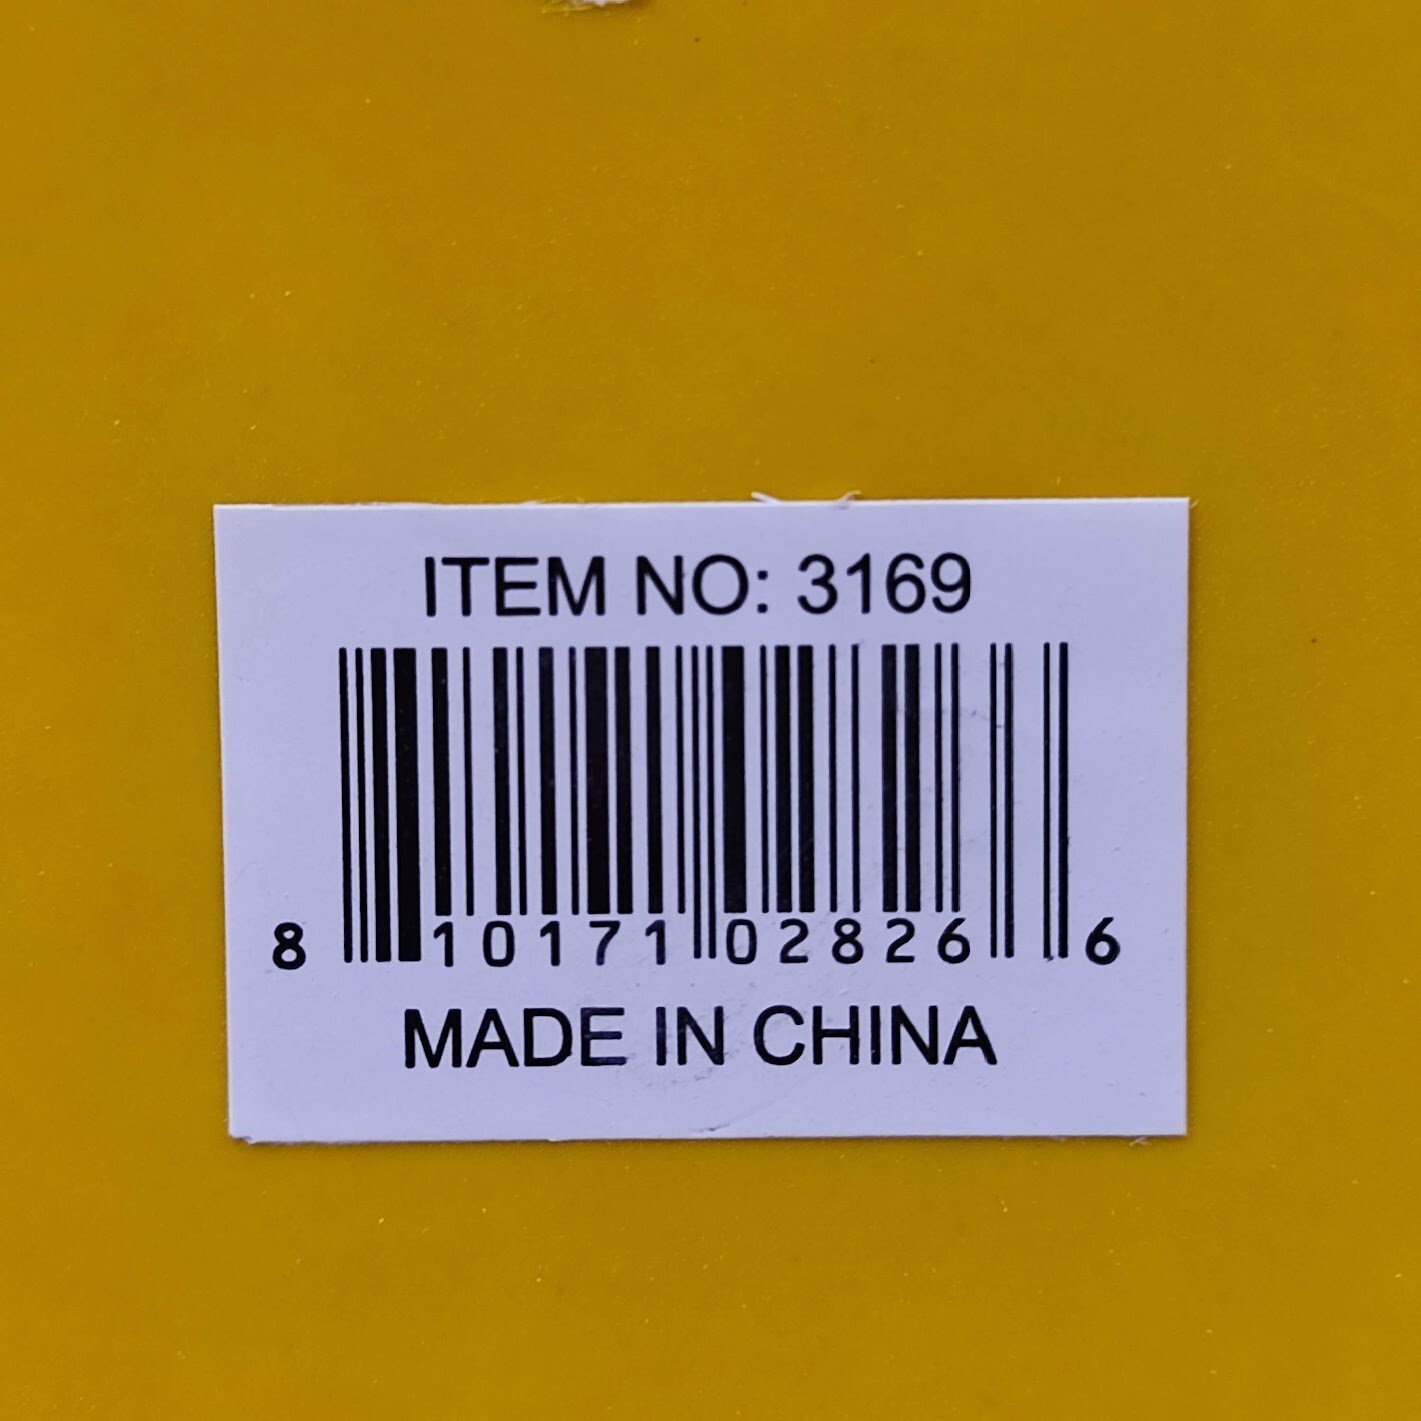 ITEM NO: 3169
8 10171 02826 6
MADE IN CHINA